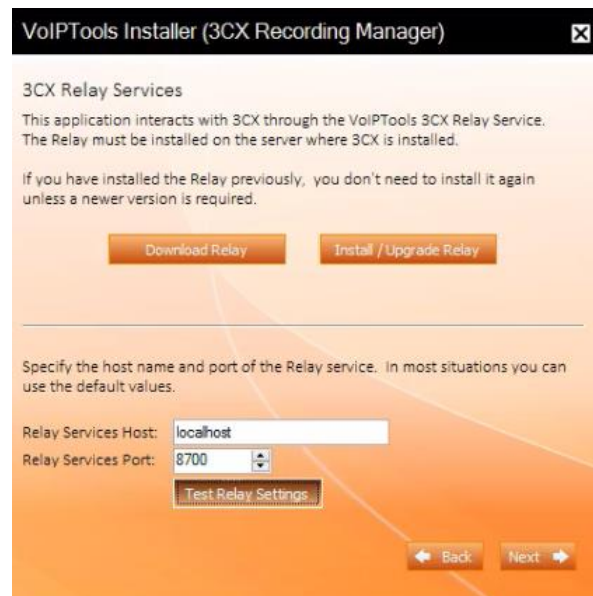 VoIPTools Installer (3CX Recording Manager)
3CX Relay Services
This application interacts with 3CX through the VoIPTools 3CX Relay Service.
The Relay must be installed on the server where 3CX is installed.
If you have installed the Relay previously, you don't need to install it again
unless a newer version is required.
Download Relay Install / Upgrade Relay
Specify the host name and port of the Relay service. In most situations you can
use the default values.
Relay Services Host: localhost
Relay Services Port: 8700
Test Relay Settings
Back Next